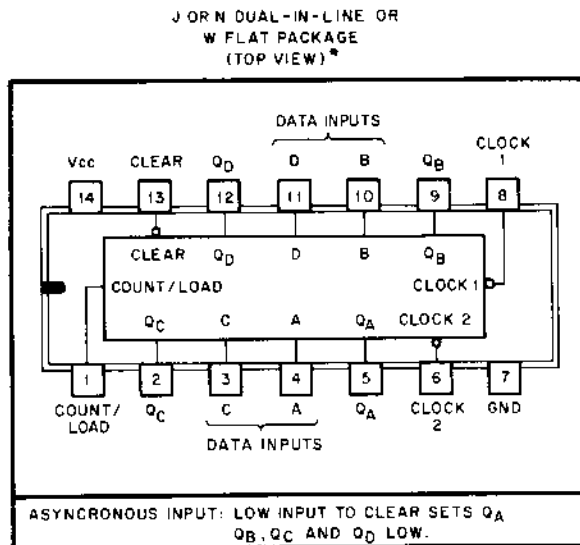 J OR N DUAL-IN-LINE OR
W FLAT PACKAGE
(TOP VIEW)*
DATA INPUTS
CLOCK
1
Vcc CLEAR QD D B QB
14 13 12 11 10 9 8
CLEAR QD D B QB
COUNT/LOAD CLOCK 1
QC C A QA CLOCK 2
1 2 3 4 5 6 7
COUNT/
LOAD
QC C A QA CLOCK
2
GND
DATA INPUTS
ASYNCRONOUS INPUT: LOW INPUT TO CLEAR SETS QA
QB, QC AND QD LOW.